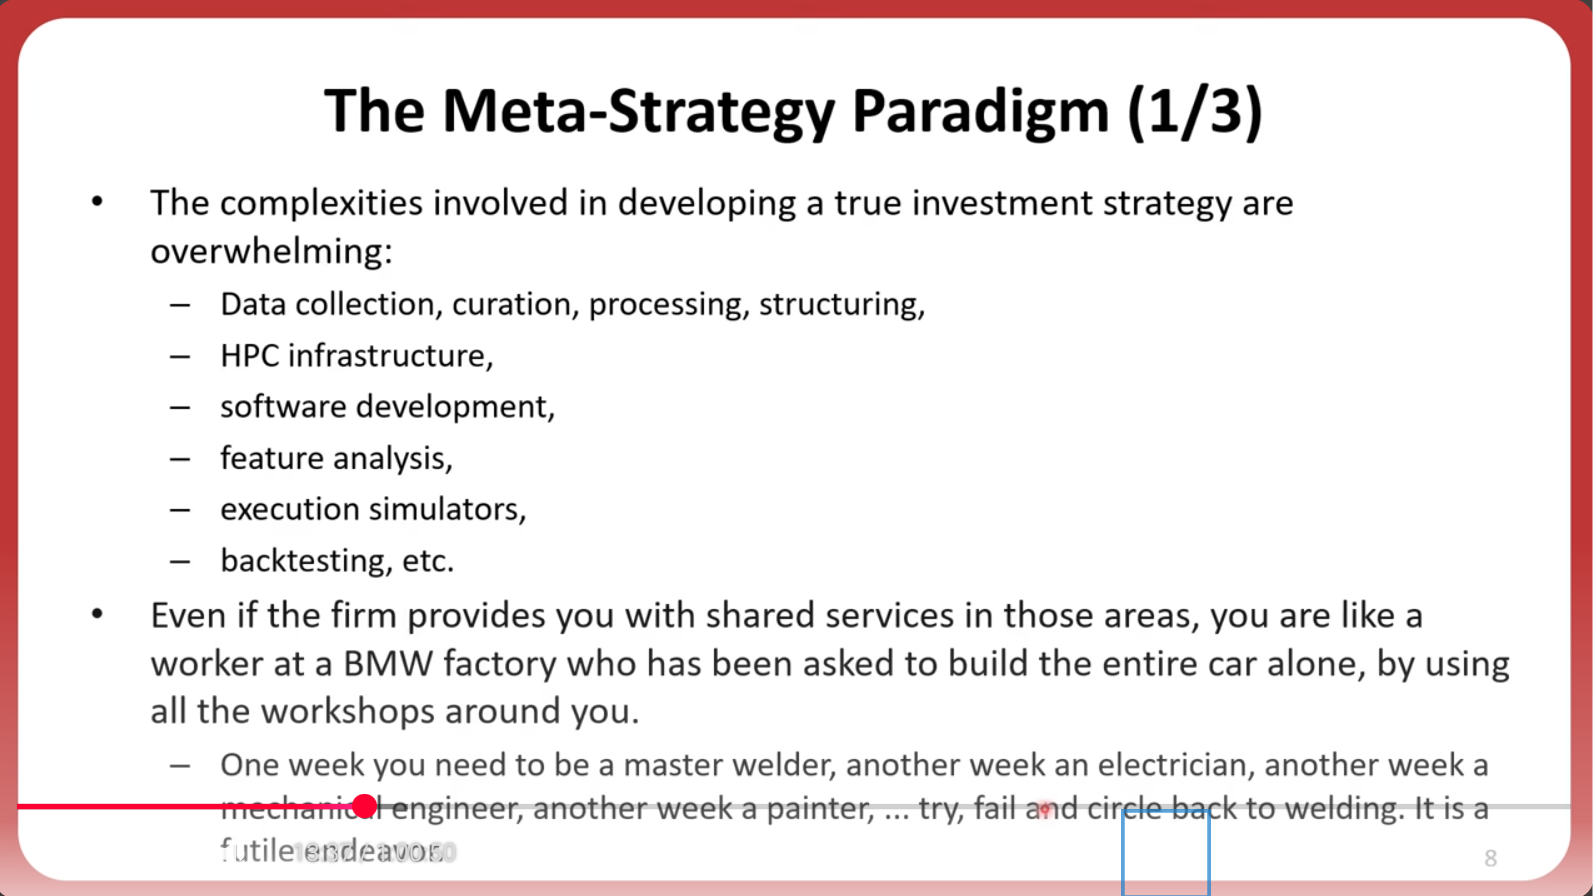 The Meta-Strategy Paradigm (1/3)
• The complexities involved in developing a true investment strategy are
overwhelming:
– Data collection, curation, processing, structuring,
– HPC infrastructure,
– software development,
– feature analysis,
– execution simulators,
– backtesting, etc.
• Even if the firm provides you with shared services in those areas, you are like a
worker at a BMW factory who has been asked to build the entire car alone, by using
all the workshops around you.
– One week you need to be a master welder, another week an electrician, another week a
mechanical engineer, another week a painter, ... try, fail and circle back to welding. It is a
futile endeavor.
8